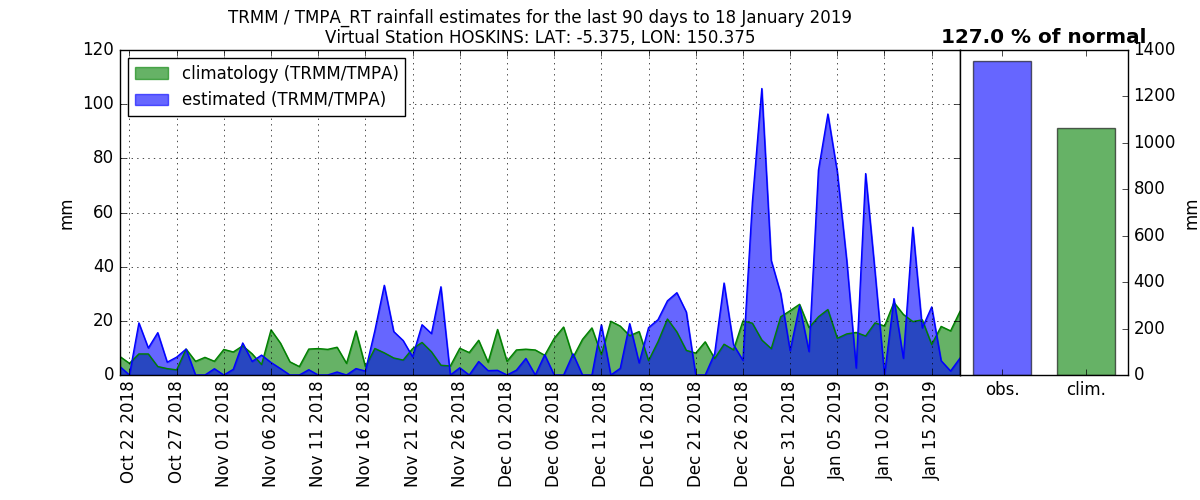 TRMM / TMPA_RT rainfall estimates for the last 90 days to 18 January 2019
Virtual Station HOSKINS: LAT: -5.375, LON: 150.375
127.0 % of normal
climatology (TRMM/TMPA)
estimated (TRMM/TMPA)
120
100
80
60
40
20
0
mm
Oct 22 2018
Oct 27 2018
Nov 01 2018
Nov 06 2018
Nov 11 2018
Nov 16 2018
Nov 21 2018
Nov 26 2018
Dec 01 2018
Dec 06 2018
Dec 11 2018
Dec 16 2018
Dec 21 2018
Dec 26 2018
Dec 31 2018
Jan 05 2019
Jan 10 2019
Jan 15 2019
1400
1200
1000
800
600
400
200
0
mm
obs.
clim.